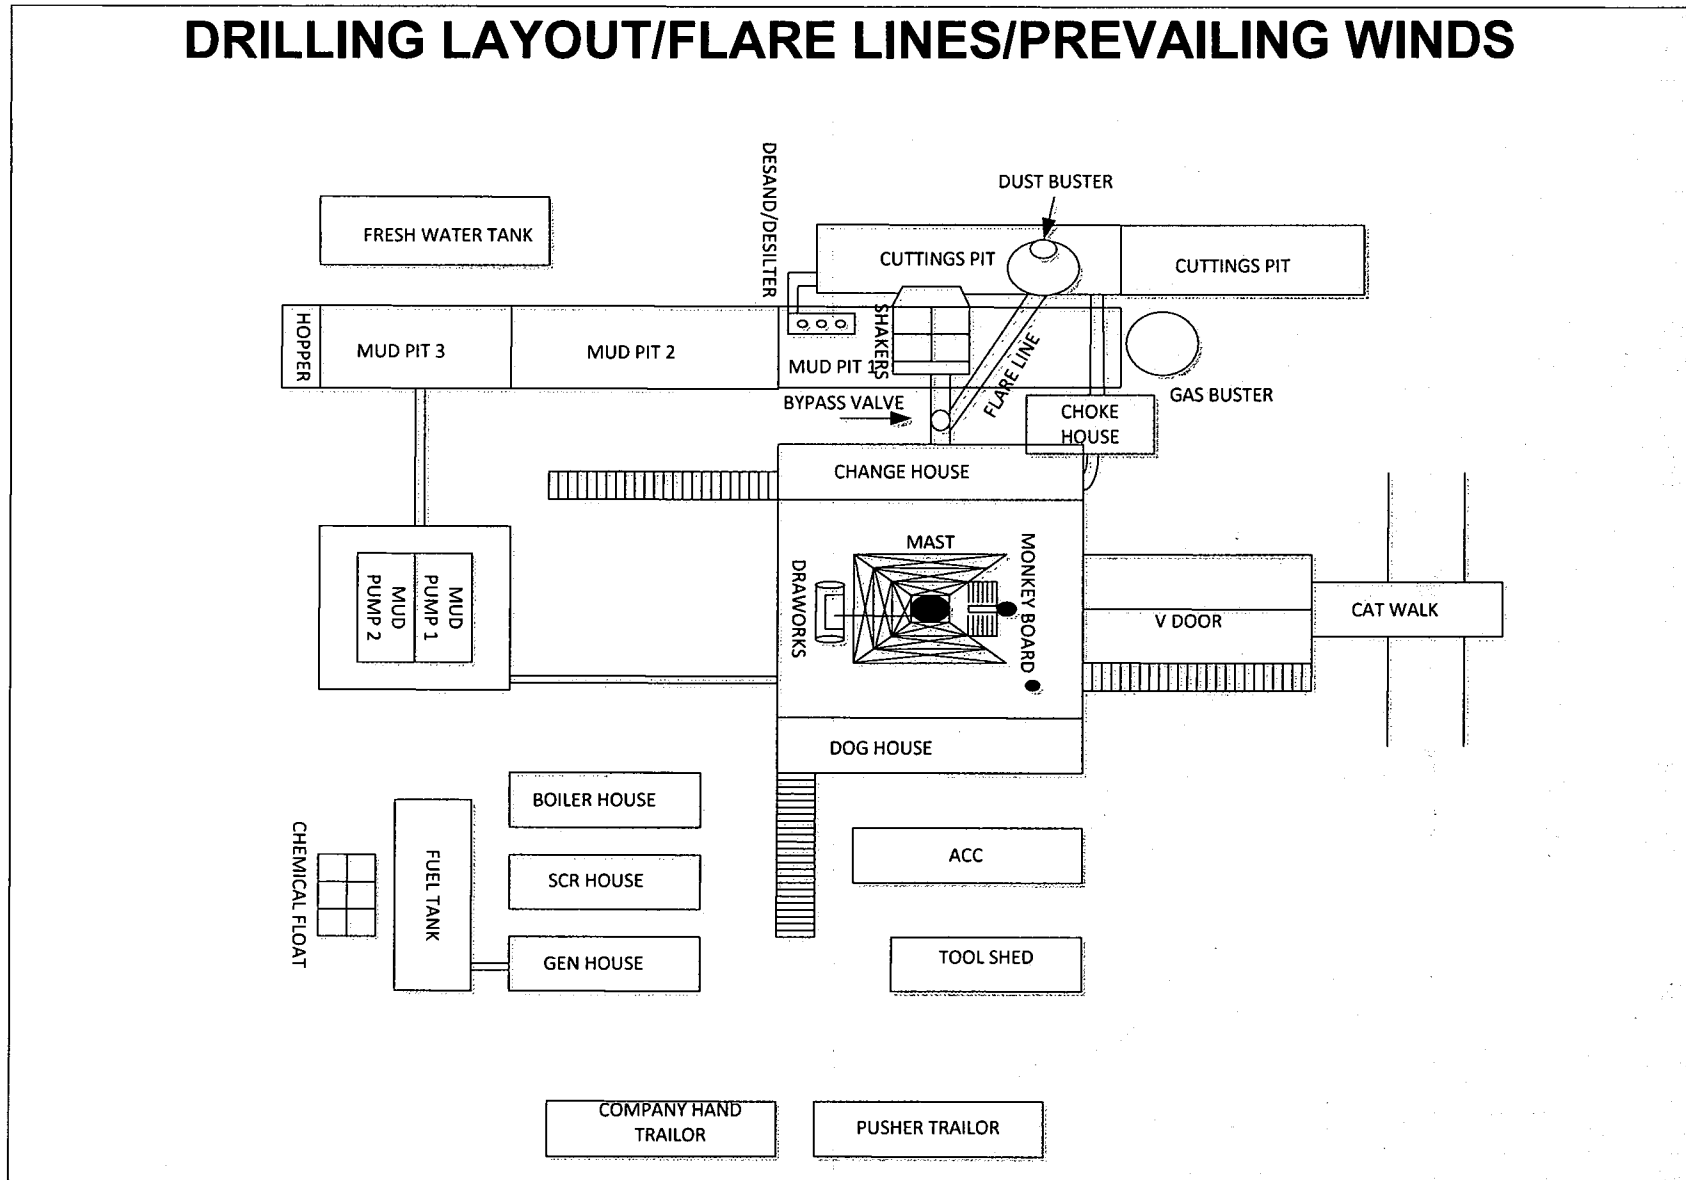 DRILLING LAYOUT/FLARE LINES/PREVAILING WINDS
DESAND/DESILTER
DUST BUSTER
FRESH WATER TANK
CUTTINGS PIT
CUTTINGS PIT
HOPPER
MUD PIT 3
MUD PIT 2
MUD PIT 1
SHAKERS
FLARE LINE
GAS BUSTER
BYPASS VALVE
CHOKE
HOUSE
CHANGE HOUSE
MUD
PUMP 1
MUD
PUMP 2
DRAWORKS
MAST
MONKEY BOARD
V DOOR
CAT WALK
DOG HOUSE
BOILER HOUSE
CHEMICAL FLOAT
FUEL TANK
SCR HOUSE
ACC
GEN HOUSE
TOOL SHED
COMPANY HAND
TRAILOR
PUSHER TRAILOR